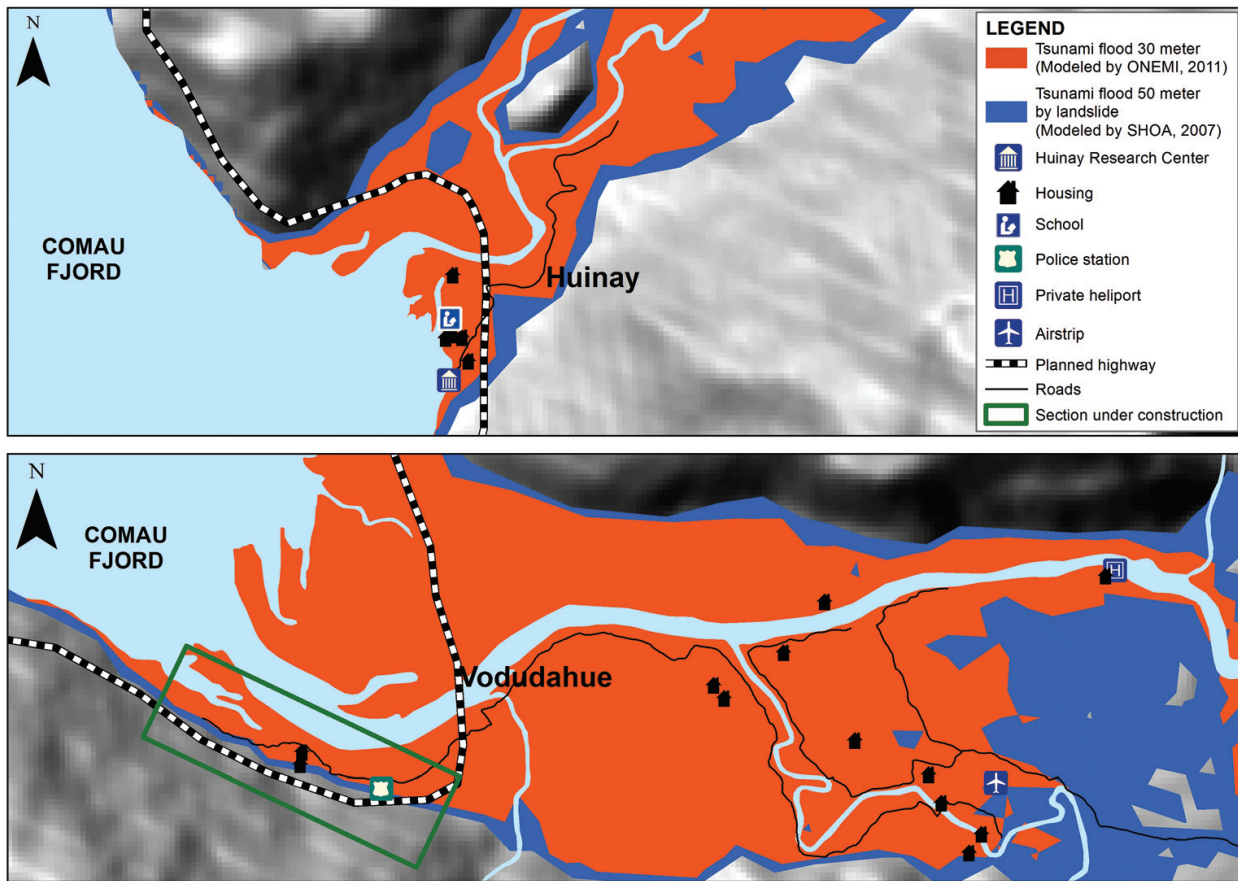 N
COMAU
FJORD
Huinay
LEGEND
Tsunami flood 30 meter
(Modeled by ONEMI, 2011)
Tsunami flood 50 meter
by landslide
(Modeled by SHOA, 2007)
Huinay Research Center
Housing
School
Police station
H
Private heliport
Airstrip
Planned highway
Roads
Section under construction
N
COMAU
FJORD
H
Vodudahue